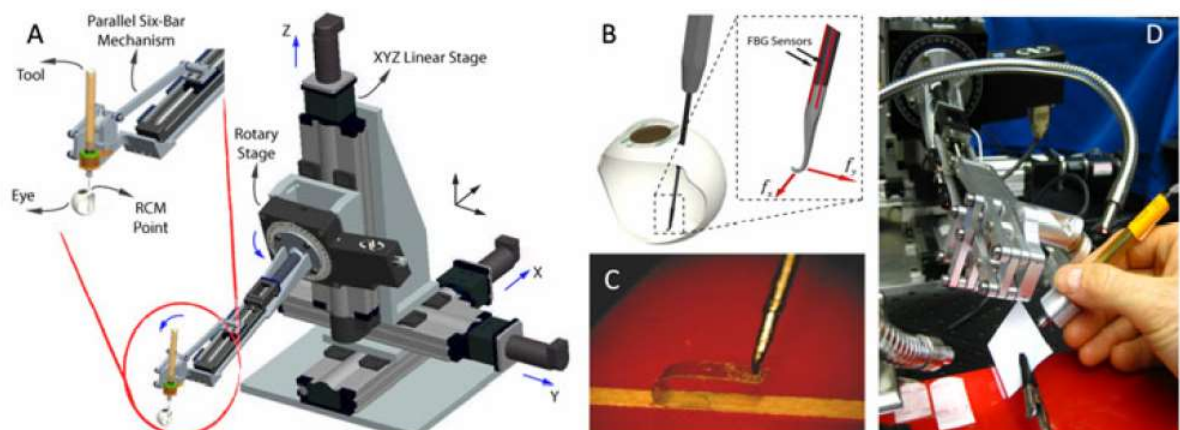 A
Parallel Six-Bar
Mechanism
Tool
Eye
RCM
Point
Z
XYZ Linear Stage
Rotary
Stage
X
Y
B
FBG Sensors
fx
fy
C
D